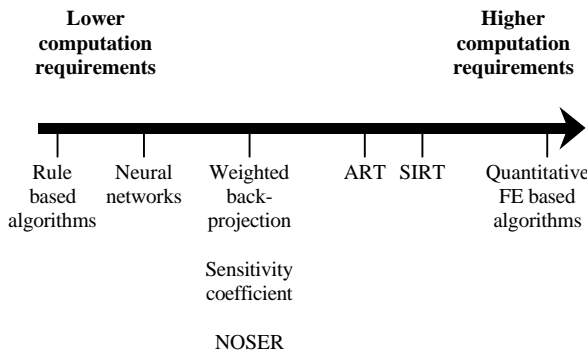 Lower
computation
requirements
Higher
computation
requirements
Rule
based
algorithms
Neural
networks
Weighted
back-
projection
Sensitivity
coefficient
NOSER
ART
SIRT
Quantitative
FE based
algorithms